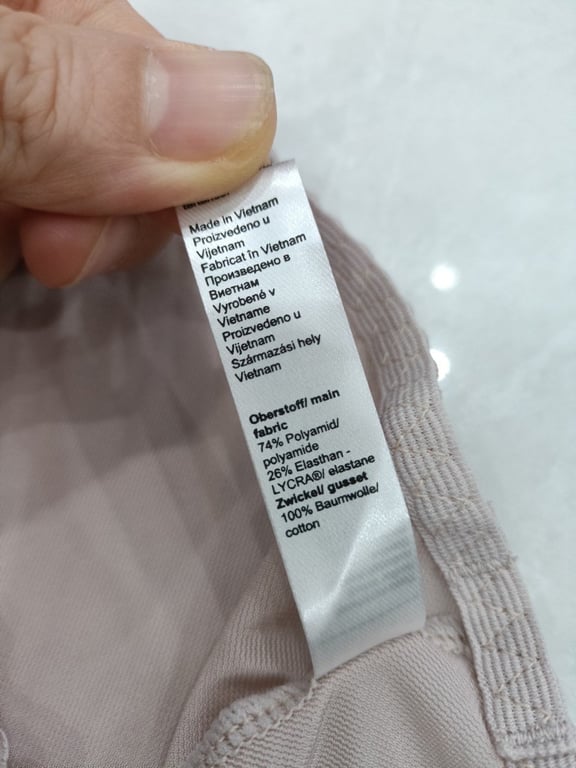 Made in Vietnam
Proizvedeno u
Vijetnam
Fabricat în Vietnam
Произведено в
Виетнам
Vyrobené v
Vietname
Proizvedeno u
Vijetnam
Származási hely
Vietnam
Oberstoff/ main
fabric
74% Polyamid/
polyamide
26% Elasthan -
LYCRA®/ elastane
Zwickel/ gusset
100% Baumwolle/
cotton